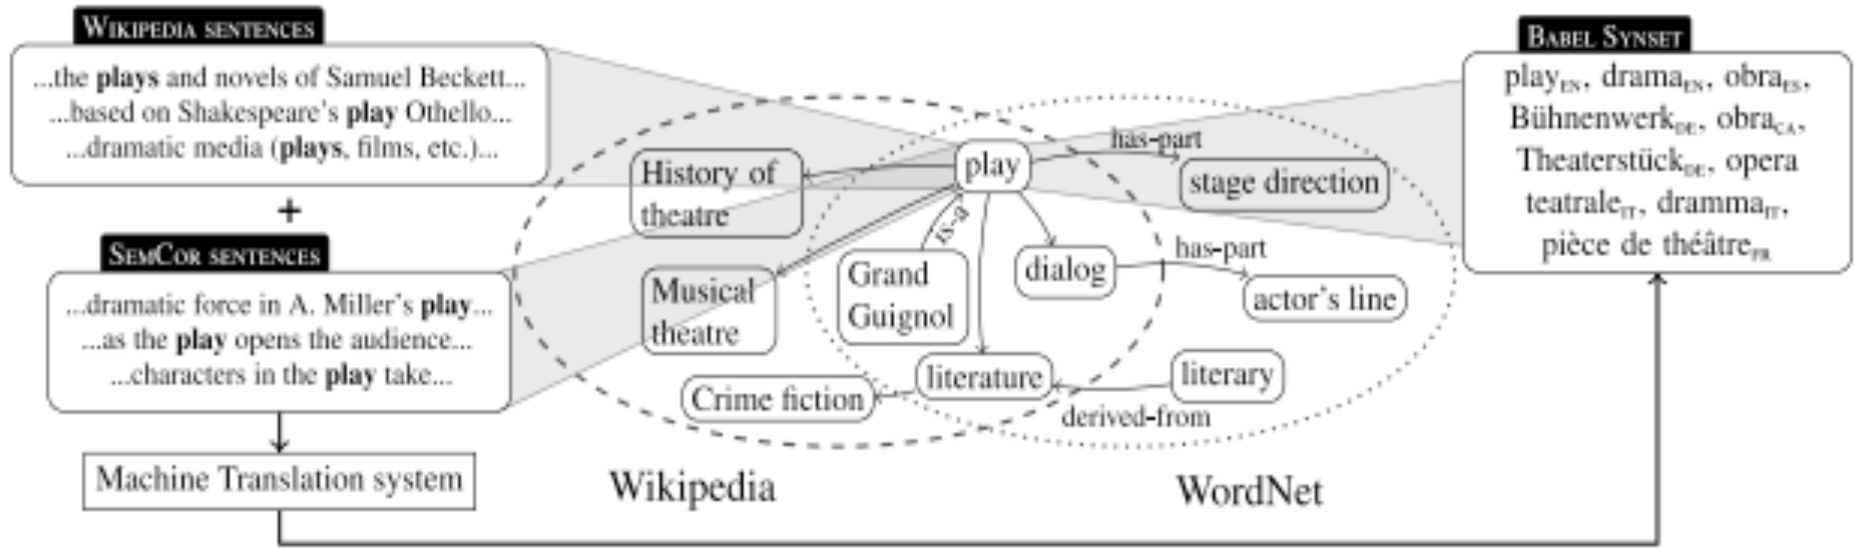 WIKIPEDIA SENTENCES
...the plays and novels of Samuel Beckett...
...based on Shakespeare's play Othello...
...dramatic media (plays, films, etc.)...
+
SEMCOR SENTENCES
...dramatic force in A. Miller's play...
...as the play opens the audience...
...characters in the play take...
Machine Translation system
play
has-part
History of
theatre
stage direction
is-a
Musical
theatre
Grand
Guignol
dialog
has-part
actor's line
literature
literary
Crime fiction
derived-from
Wikipedia
WordNet
BABEL SYNSET
playEN, dramaEN, obraES,
BühnenwerkDE, obraCA,
TheaterstückDE, opera
teatraleIT, drammaIT,
pièce de théâtreFR